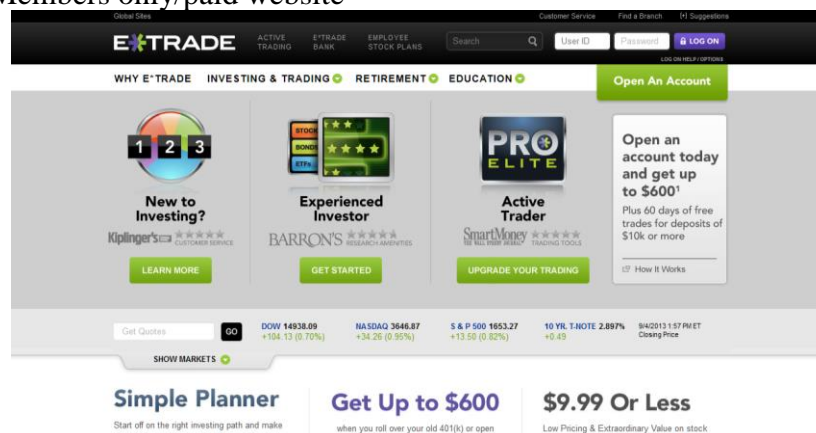 Members only/paid website
Global Sites
Customer Service Find a Branch [+] Suggestions
E*TRADE
ACTIVE TRADING
E*TRADE BANK
EMPLOYEE STOCK PLANS
Search
User ID
Password
LOG ON
LOG ON HELP / OPTIONS
WHY E*TRADE INVESTING & TRADING RETIREMENT EDUCATION
Open An Account
1 2 3
New to
Investing?
Kiplinger's CUSTOMER SERVICE
LEARN MORE
STOCK
BONDS
ETFs
Experienced
Investor
BARRON'S RESEARCH AMENITIES
GET STARTED
PRO
ELITE
Active
Trader
SmartMoney TRADING TOOLS
THE WALL STREET JOURNAL
UPGRADE YOUR TRADING
Open an
account today
and get up
to $600¹
Plus 60 days of free
trades for deposits of
$10k or more
How It Works
Get Quotes GO
DOW 14938.09
+104.13 (0.70%)
NASDAQ 3646.87
+34.26 (0.95%)
S & P 500 1653.27
+13.50 (0.82%)
10 YR. T-NOTE 2.897%
+0.49
9/4/2013 1:57 PM ET
Closing Price
SHOW MARKETS
Simple Planner
Start off on the right investing path and make
Get Up to $600
when you roll over your old 401(k) or open
$9.99 Or Less
Low Pricing & Extraordinary Value on stock